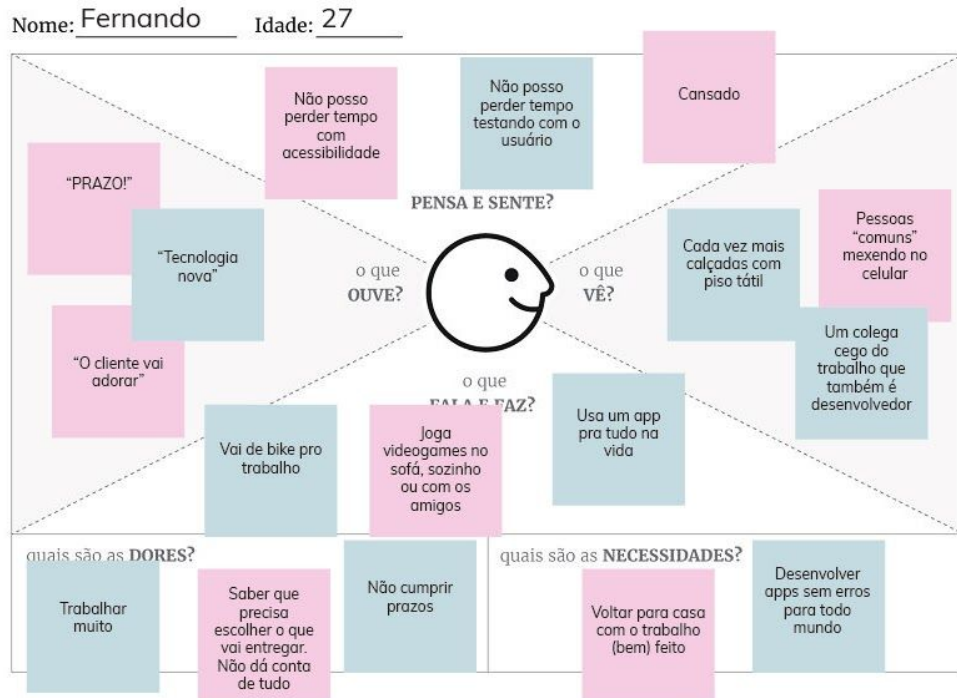 Nome: Fernando Idade: 27
Não posso
perder tempo
com
acessibilidade
Não posso
perder tempo
testando com o
usuário
Cansado
PENSA E SENTE?
“PRAZO!”
“Tecnologia
nova”
“O cliente vai
adorar”
o que
OUVE?
o que
VÊ?
Cada vez mais
calçadas com
piso tátil
Pessoas
“comuns”
mexendo no
celular
Um colega
cego do
trabalho que
também é
desenvolvedor
o que
FALA E FAZ?
Vai de bike pro
trabalho
Joga
videogames no
sofá, sozinho
ou com os
amigos
Usa um app
pra tudo na
vida
quais são as DORES?
Trabalhar
muito
Saber que
precisa
escolher o que
vai entregar.
Não dá conta
de tudo
Não cumprir
prazos
quais são as NECESSIDADES?
Voltar para casa
com o trabalho
(bem) feito
Desenvolver
apps sem erros
para todo
mundo